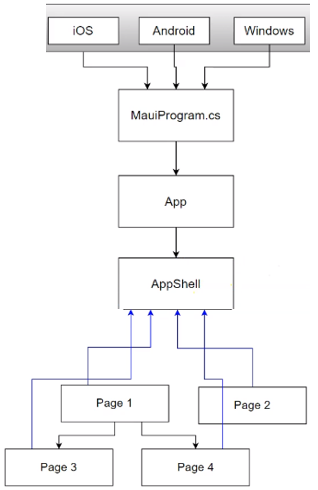 iOS
Android
Windows
MauiProgram.cs
App
AppShell
Page 1
Page 2
Page 3
Page 4